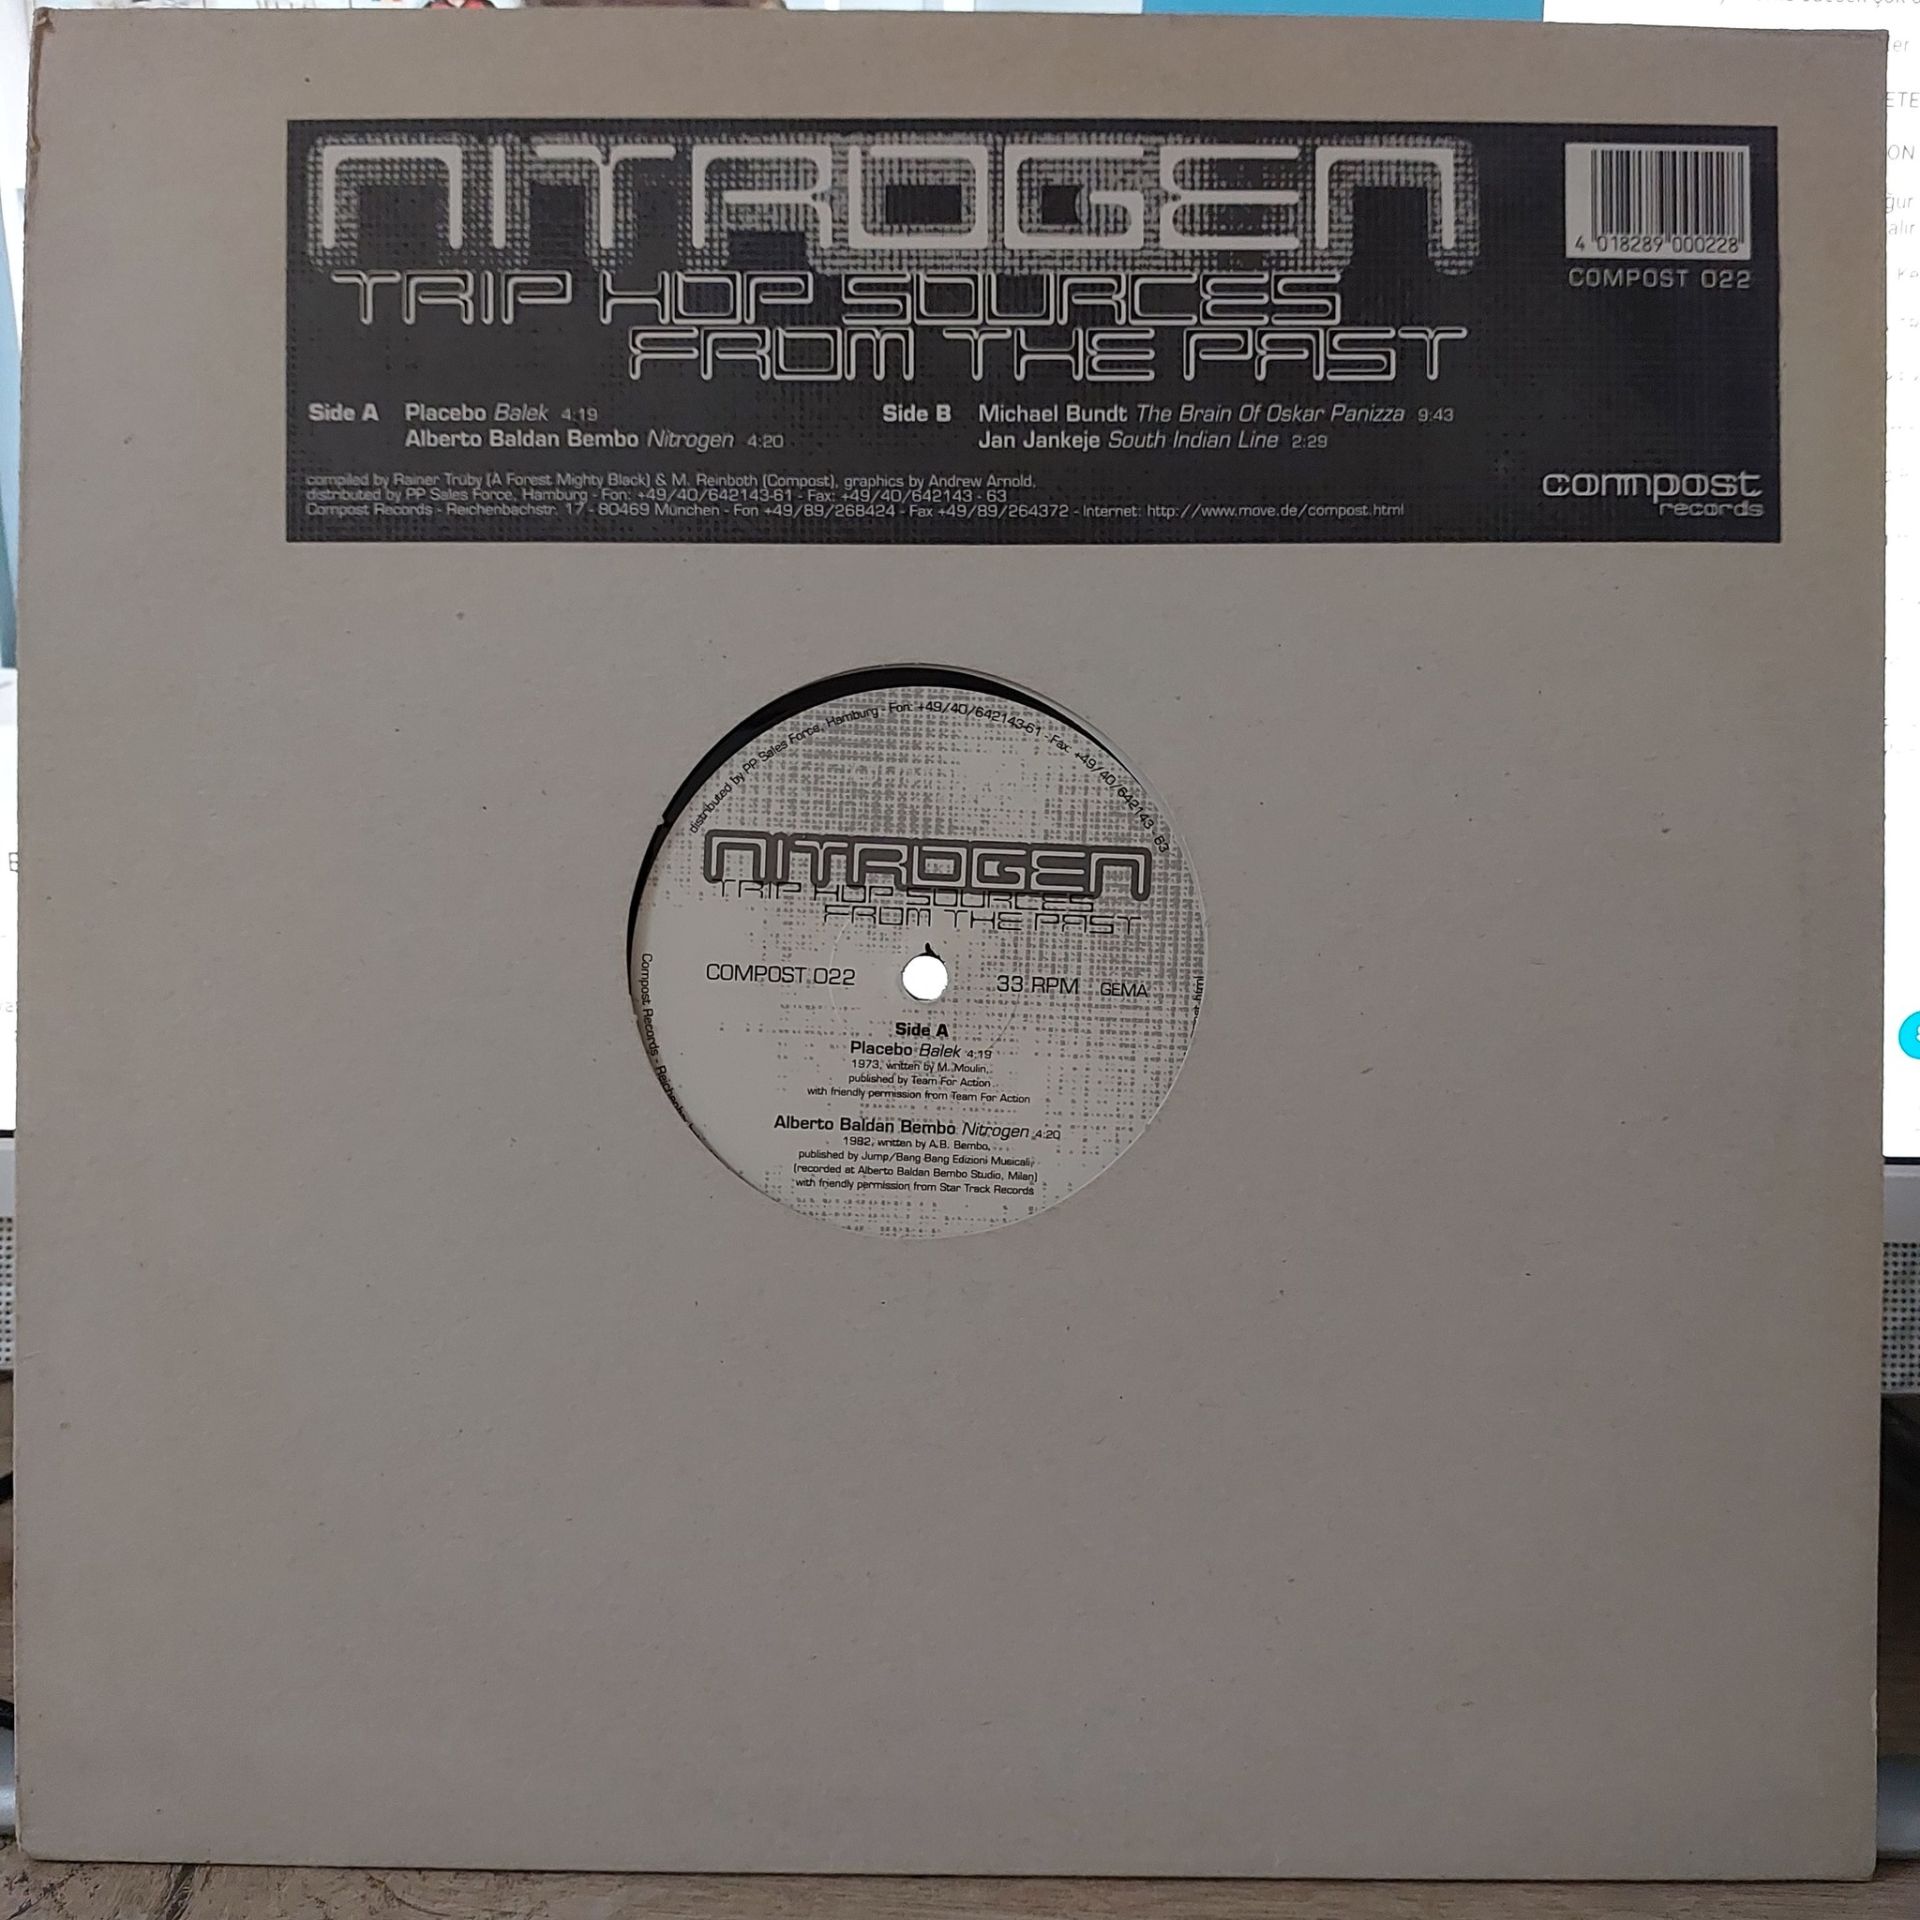 NITROGEN
TRIP HOP SOURCES
FROM THE PAST
4 018289 000228
COMPOST 022
Side A Placebo Balek 4:19
Alberto Baldan Bembo Nitrogen 4:20
Side B Michael Bundt The Brain Of Oskar Panizza 9:43
Jan Jankeje South Indian Line 2:29
compiled by Rainer Trüby (A Forest Mighty Black) & M. Reinboth (Compost), graphics by Andrew Arnold,
distributed by PP Sales Force, Hamburg - Fon: +49/40/642143-61 - Fax: +49/40/642143 - 63
Compost Records - Reichenbachstr. 17 - 80469 München - Fon +49/89/268424 - Fax +49/89/264372 - Internet: http://www.move.de/compost.html
compost
records
distributed by PP Sales Force, Hamburg - Fon: +49/40/642143-61 - Fax: +49/40/642143 - 63
NITROGEN
TRIP HOP SOURCES
FROM THE PAST
COMPOST 022
33 RPM GEMA
Side A
Placebo Balek 4:19
1973, written by M. Moulin,
published by Team For Action
with friendly permission from Team For Action
Alberto Baldan Bembo Nitrogen 4:20
1982, written by A.B. Bembo,
published by Jump/Bang Bang Edizioni Musicali,
(recorded at Alberto Baldan Bembo Studio, Milan)
with friendly permission from Star Track Records
Compost Records -